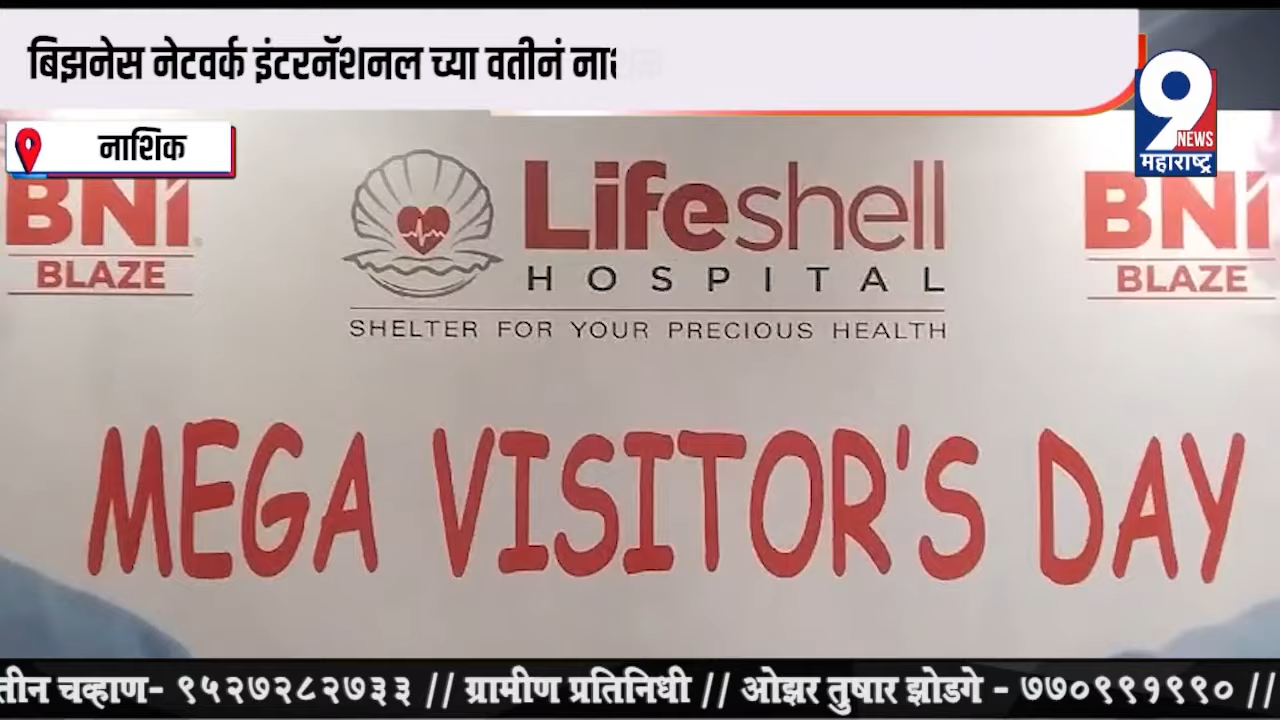 बिझनेस नेटवर्क इंटरनॅशनल च्या वतीनं
9
NEWS
महाराष्ट्र
नाशिक
BNI
BLAZE
Lifeshell
HOSPITAL
SHELTER FOR YOUR PRECIOUS HEALTH
BNI
BLAZE
MEGA VISITOR'S DAY
चव्हाण- ९५२७२८२७३३ // ग्रामीण प्रतिनिधी // ओझर तुषार झोडगे - ७७०९९१९९० //